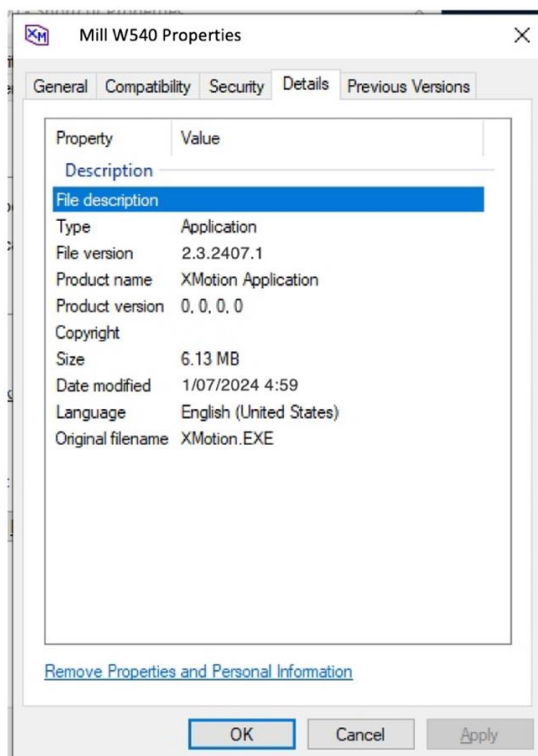 XM Mill W540 Properties
General Compatibility Security Details Previous Versions
Property Value
Description
File description
Type Application
File version 2.3.2407.1
Product name XMotion Application
Product version 0, 0, 0, 0
Copyright
Size 6.13 MB
Date modified 1/07/2024 4:59
Language English (United States)
Original filename XMotion.EXE
Remove Properties and Personal Information
OK Cancel Apply